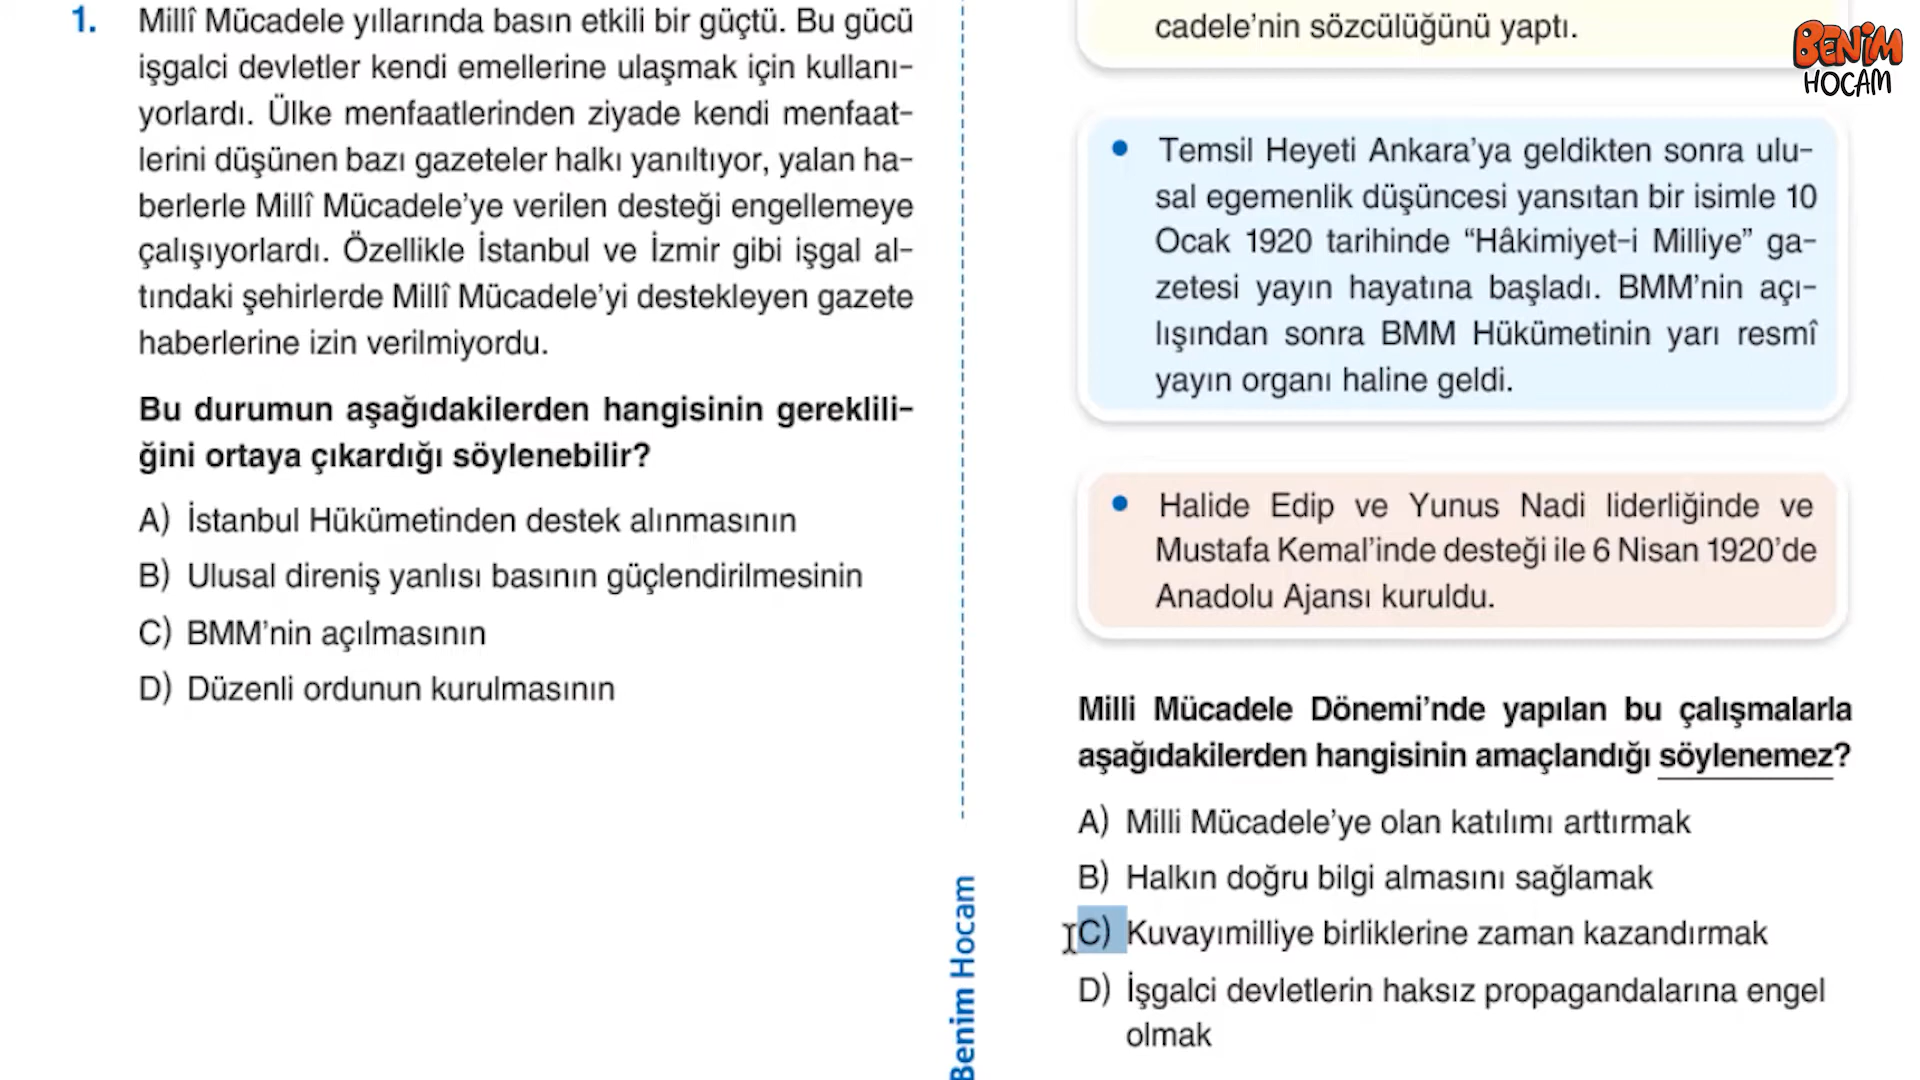 1. Millî Mücadele yıllarında basın etkili bir güçtü. Bu gücü
işgalci devletler kendi emellerine ulaşmak için kullanı-
yorlardı. Ülke menfaatlerinden ziyade kendi menfaat-
lerini düşünen bazı gazeteler halkı yanıltıyor, yalan ha-
berlerle Millî Mücadele’ye verilen desteği engellemeye
çalışıyorlardı. Özellikle İstanbul ve İzmir gibi işgal al-
tındaki şehirlerde Millî Mücadele’yi destekleyen gazete
haberlerine izin verilmiyordu.
Bu durumun aşağıdakilerden hangisinin gereklili-
ğini ortaya çıkardığı söylenebilir?
A) İstanbul Hükümetinden destek alınmasının
B) Ulusal direniş yanlısı basının güçlendirilmesinin
C) BMM’nin açılmasının
D) Düzenli ordunun kurulmasının
Benim Hocam
cadele’nin sözcülüğünü yaptı.
BENİM
HOCAM
• Temsil Heyeti Ankara’ya geldikten sonra ulu-
sal egemenlik düşüncesi yansıtan bir isimle 10
Ocak 1920 tarihinde “Hâkimiyet-i Milliye” ga-
zetesi yayın hayatına başladı. BMM’nin açı-
lışından sonra BMM Hükümetinin yarı resmî
yayın organı haline geldi.
• Halide Edip ve Yunus Nadi liderliğinde ve
Mustafa Kemal’inde desteği ile 6 Nisan 1920’de
Anadolu Ajansı kuruldu.
Milli Mücadele Dönemi’nde yapılan bu çalışmalarla
aşağıdakilerden hangisinin amaçlandığı söylenemez?
A) Milli Mücadele’ye olan katılımı arttırmak
B) Halkın doğru bilgi almasını sağlamak
C) Kuvayımilliye birliklerine zaman kazandırmak
D) İşgalci devletlerin haksız propagandalarına engel
olmak